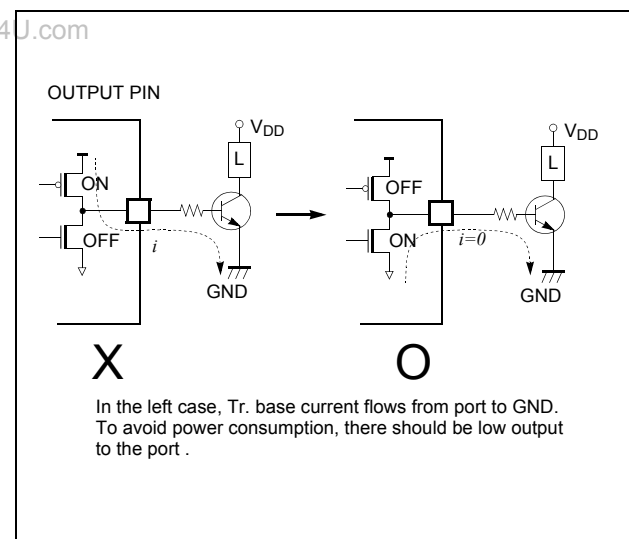 4U.com
OUTPUT PIN
ON
OFF
i
VDD
L
GND
OFF
ON
i=0
VDD
L
GND
X
O
In the left case, Tr. base current flows from port to GND.
To avoid power consumption, there should be low output
to the port .